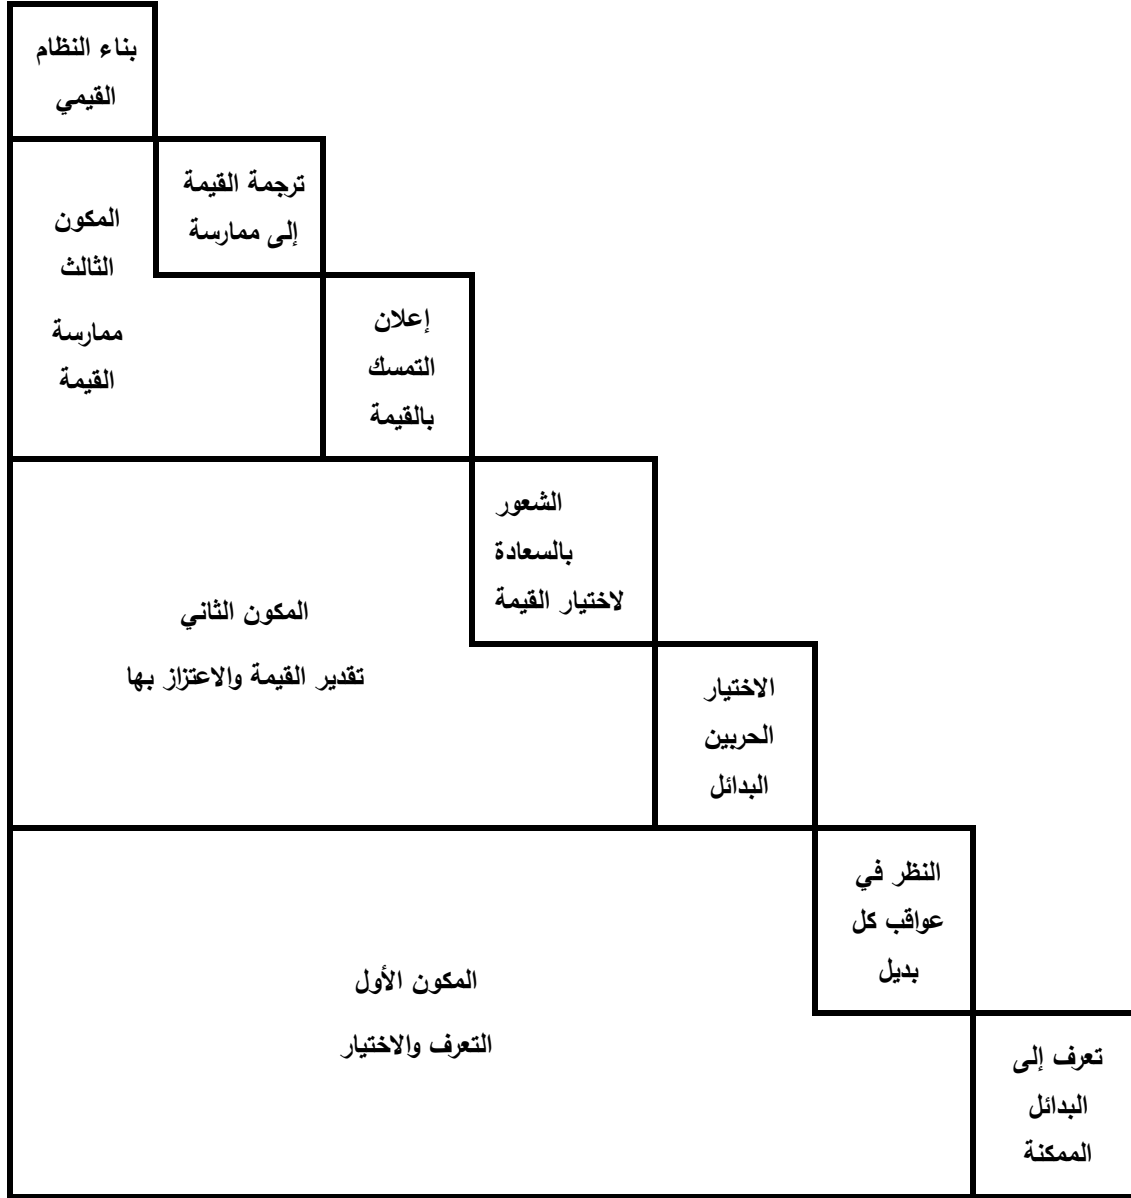 بناء النظام
القيمي
ترجمة القيمة
إلى ممارسة
المكون
الثالث
ممارسة
القيمة
إعلان
التمسك
بالقيمة
الشعور
بالسعادة
لاختيار القيمة
المكون الثاني
تقدير القيمة والاعتزاز بها
الاختيار
الحربين
البدائل
النظر في
عواقب كل
بديل
المكون الأول
التعرف والاختيار
تعرف إلى
البدائل
الممكنة